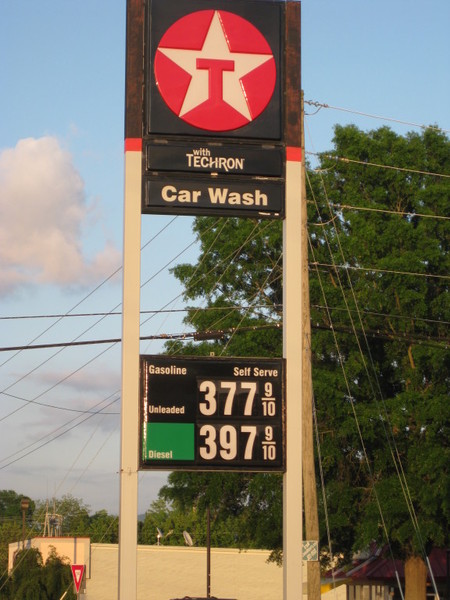 T
with
TECHRON
Car Wash
Gasoline Self Serve
Unleaded 377 9/10
Diesel 397 9/10